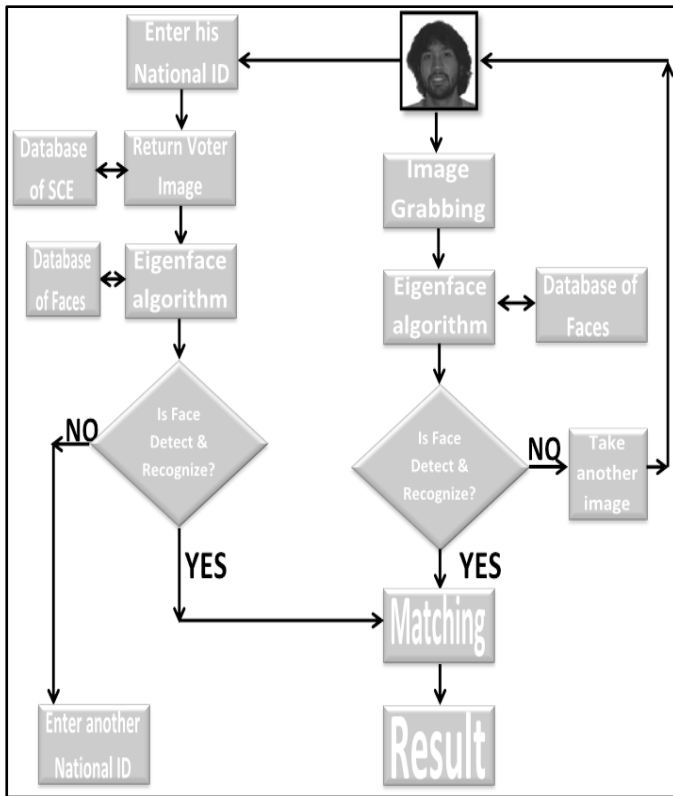 Enter his
National ID
Database
of SCE
Return Voter
Image
Image
Grabbing
Database
of Faces
Eigenface
algorithm
Eigenface
algorithm
Database of
Faces
Is Face
Detect &
Recognize?
NO
Is Face
Detect &
Recognize?
NO
Take
another
image
YES
YES
Matching
Enter another
National ID
Result